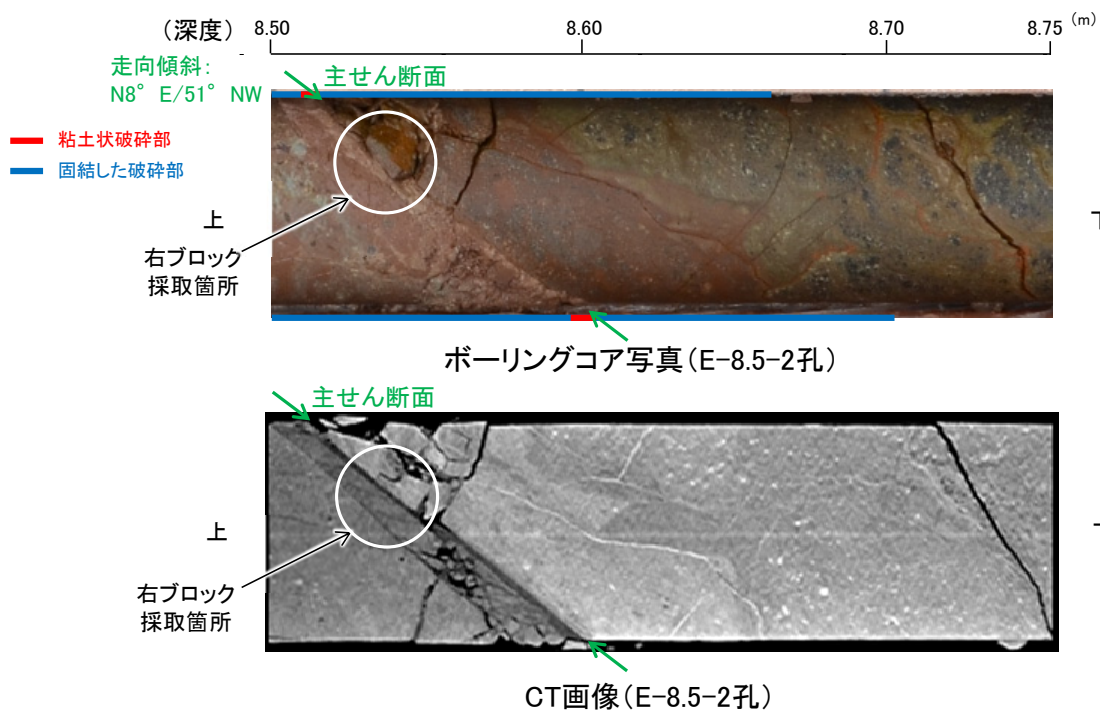 （深度） 8.50 8.60 8.70 8.75 （m）
走向傾斜：
N8°E/51°NW
主せん断面
粘土状破砕部
固結した破砕部
上
右ブロック
採取箇所
ボーリングコア写真（E-8.5-2孔）
主せん断面
上
右ブロック
採取箇所
CT画像（E-8.5-2孔）